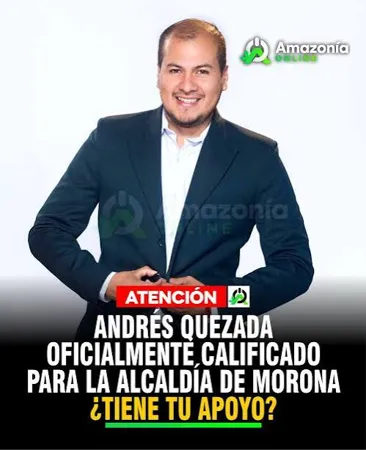 Amazonía
ONLINE
Amazonía
ONLINE
ATENCIÓN
ANDRÉS QUEZADA
OFICIALMENTE CALIFICADO
PARA LA ALCALDÍA DE MORONA
¿TIENE TU APOYO?